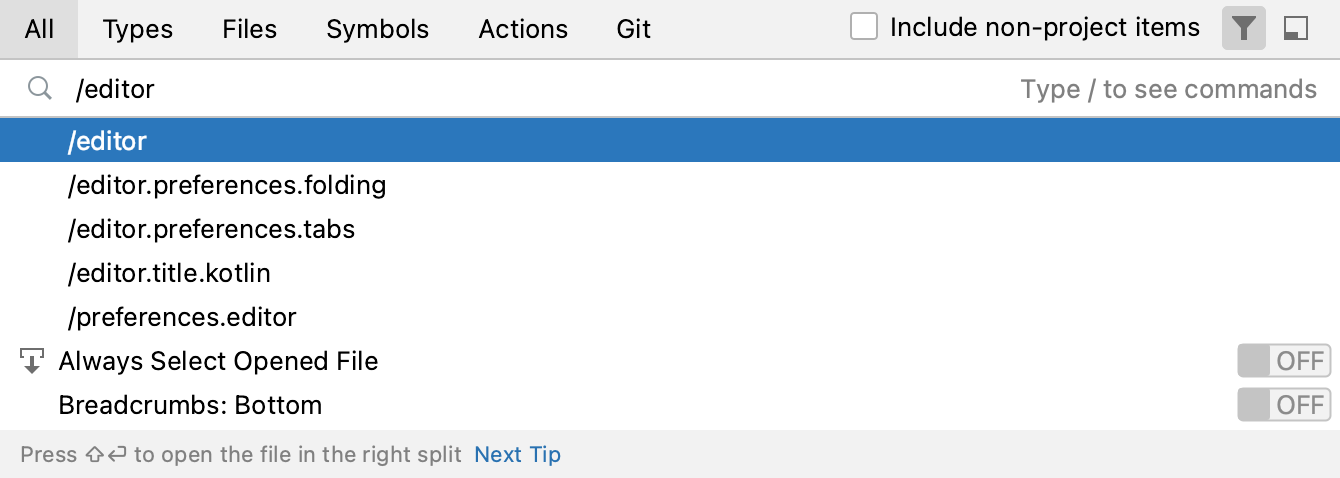 All Types Files Symbols Actions Git Include non-project items
/editor Type / to see commands
/editor
/editor.preferences.folding
/editor.preferences.tabs
/editor.title.kotlin
/preferences.editor
Always Select Opened File OFF
Breadcrumbs: Bottom OFF
Press ⇧⏎ to open the file in the right split Next Tip